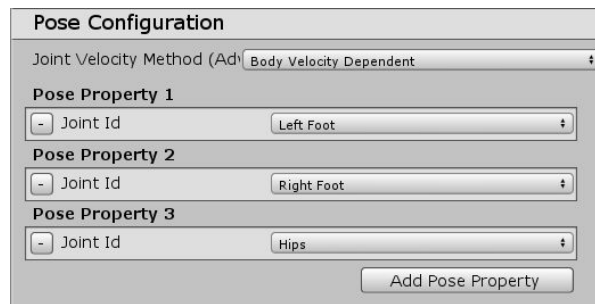 Pose Configuration
Joint Velocity Method (Adv Body Velocity Dependent
Pose Property 1
- Joint Id Left Foot
Pose Property 2
- Joint Id Right Foot
Pose Property 3
- Joint Id Hips
Add Pose Property